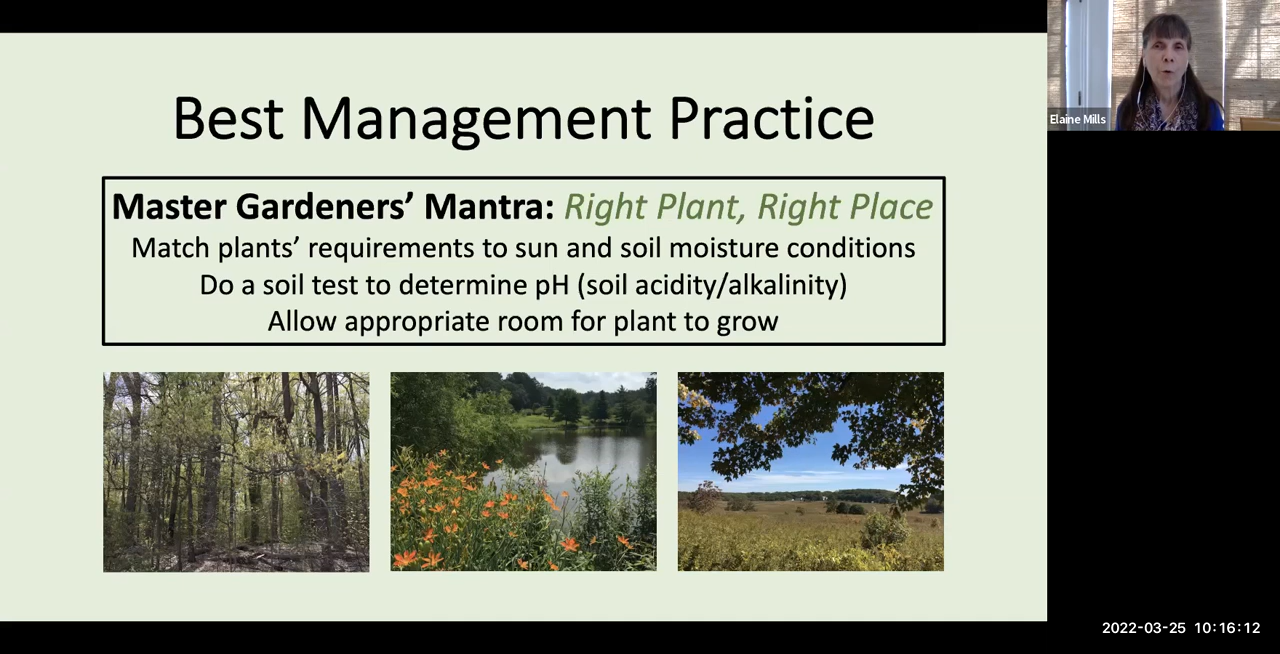 Best Management Practice
Master Gardeners’ Mantra: Right Plant, Right Place
Match plants’ requirements to sun and soil moisture conditions
Do a soil test to determine pH (soil acidity/alkalinity)
Allow appropriate room for plant to grow
Elaine Mills
2022-03-25 10:16:12